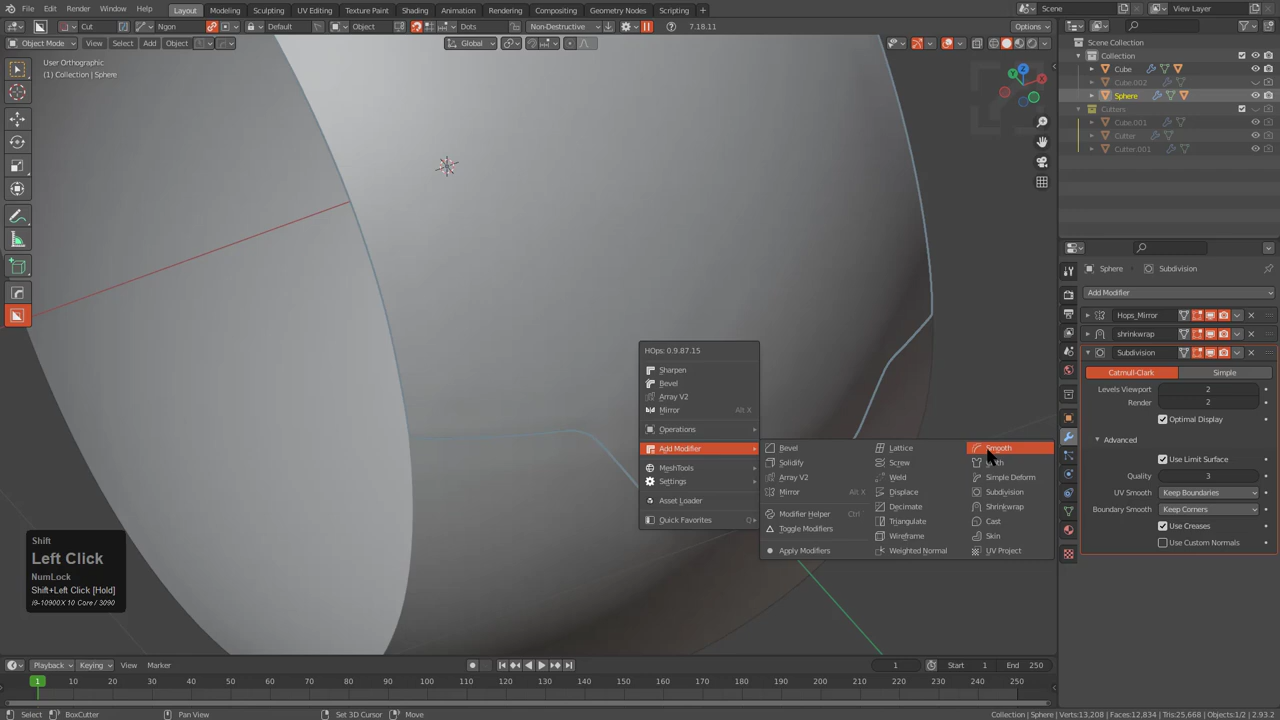 File Edit Render Window Help Layout Modeling Sculpting UV Editing Texture Paint Shading Animation Rendering Compositing Geometry Nodes Scripting + Scene View Layer
Cut Ngon Default Object Dots Non-Destructive 7.18.11 Options
Object Mode View Select Add Object Global
User Orthographic
(1) Collection | Sphere
Z
Y
X
Scene Collection
Collection
Cube
Cube.002
Sphere
Cutters
Cube.001
Cutter
Cutter.001
Sphere Subdivision
Add Modifier
Hops_Mirror
shrinkwrap
Subdivision
Catmull-Clark Simple
Levels Viewport 2
Render 2
Optimal Display
Advanced
Use Limit Surface
Quality 3
UV Smooth Keep Boundaries
Boundary Smooth Keep Corners
Use Creases
Use Custom Normals
HOps: 0.9.87.15
Sharpen
Bevel
Array V2
Mirror Alt X
Operations
Add Modifier
MeshTools
Settings
Asset Loader
Quick Favorites Q
Bevel Lattice Smooth
Solidify Screw
Array V2 Weld Simple Deform
Mirror Alt X Displace Subdivision
Decimate Shrinkwrap
Modifier Helper Ctrl
Toggle Modifiers Triangulate Cast
Wireframe Skin
Apply Modifiers Weighted Normal UV Project
Shift
Left Click
NumLock
Shift+Left Click [Hold]
i9-10900X 10 Core / 3090
Playback Keying View Marker 1 Start 1 End 250
1 10 20 30 40 50 60 70 80 90 100 110 120 130 140 150 160 170 180 190 200 210 220 230 240 250
Select BoxCutter Pan View Set 3D Cursor Move Collection | Sphere | Verts:13,208 | Faces:12,834 | Tris:25,668 | Objects:1/2 | 2.93.2